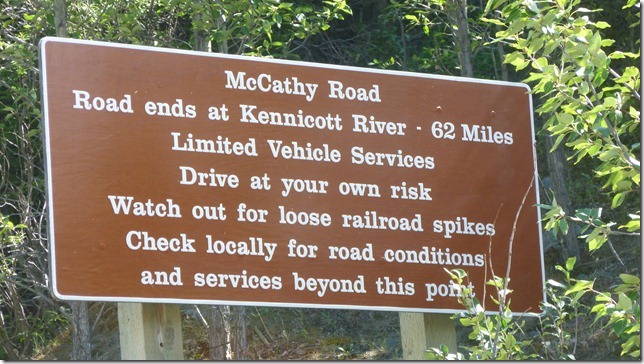 McCathy Road
Road ends at Kennicott River - 62 Miles
Limited Vehicle Services
Drive at your own risk
Watch out for loose railroad spikes
Check locally for road conditions
and services beyond this point